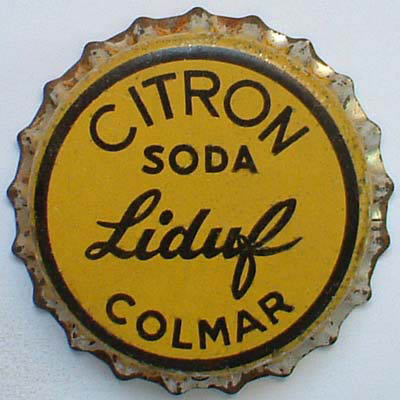 CITRON
SODA
Liduf
COLMAR